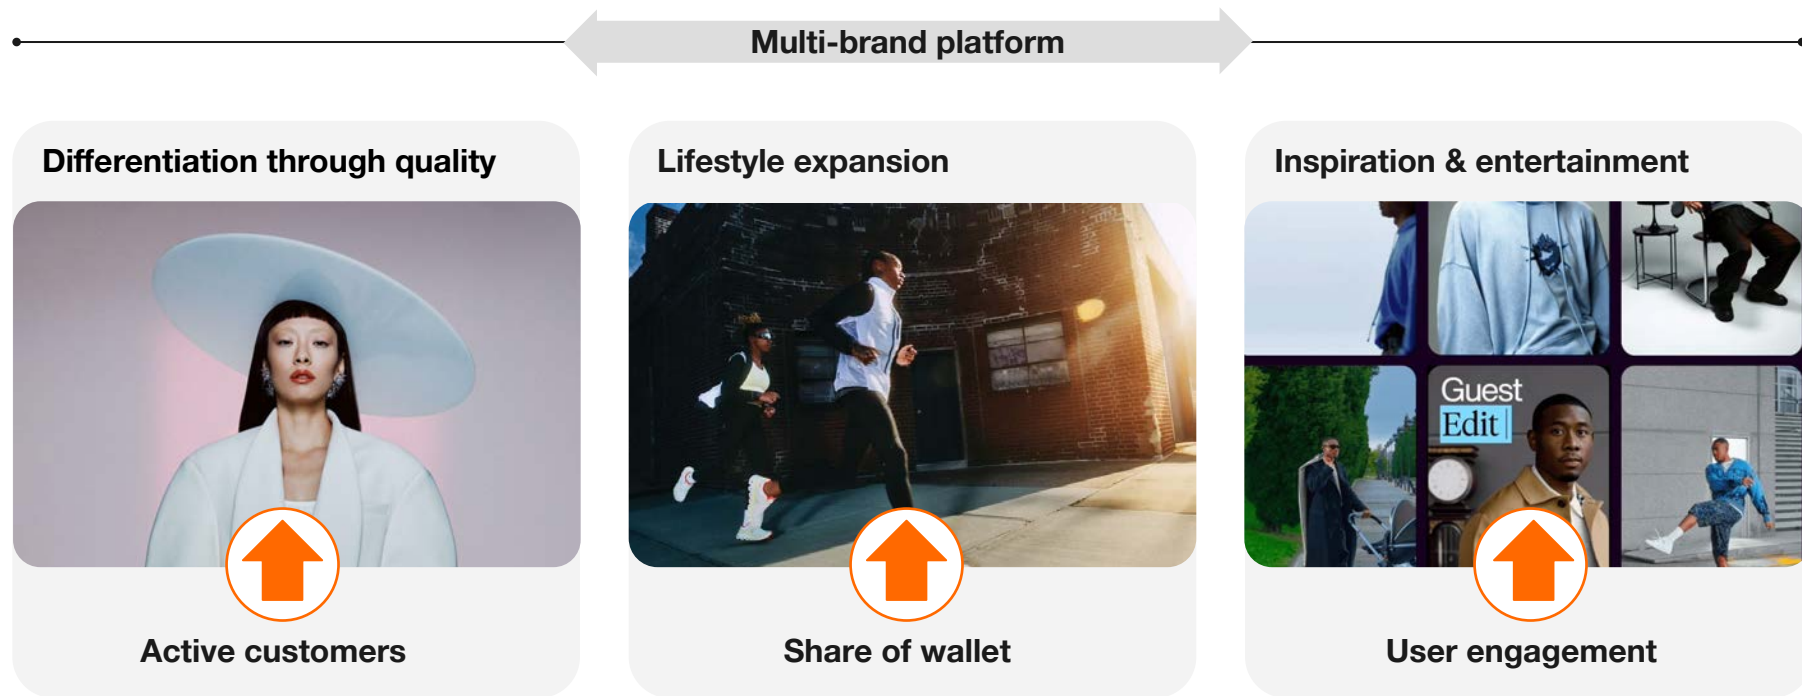 Multi-brand platform
Differentiation through quality
Lifestyle expansion
Inspiration & entertainment
Guest
Edit
Active customers
Share of wallet
User engagement